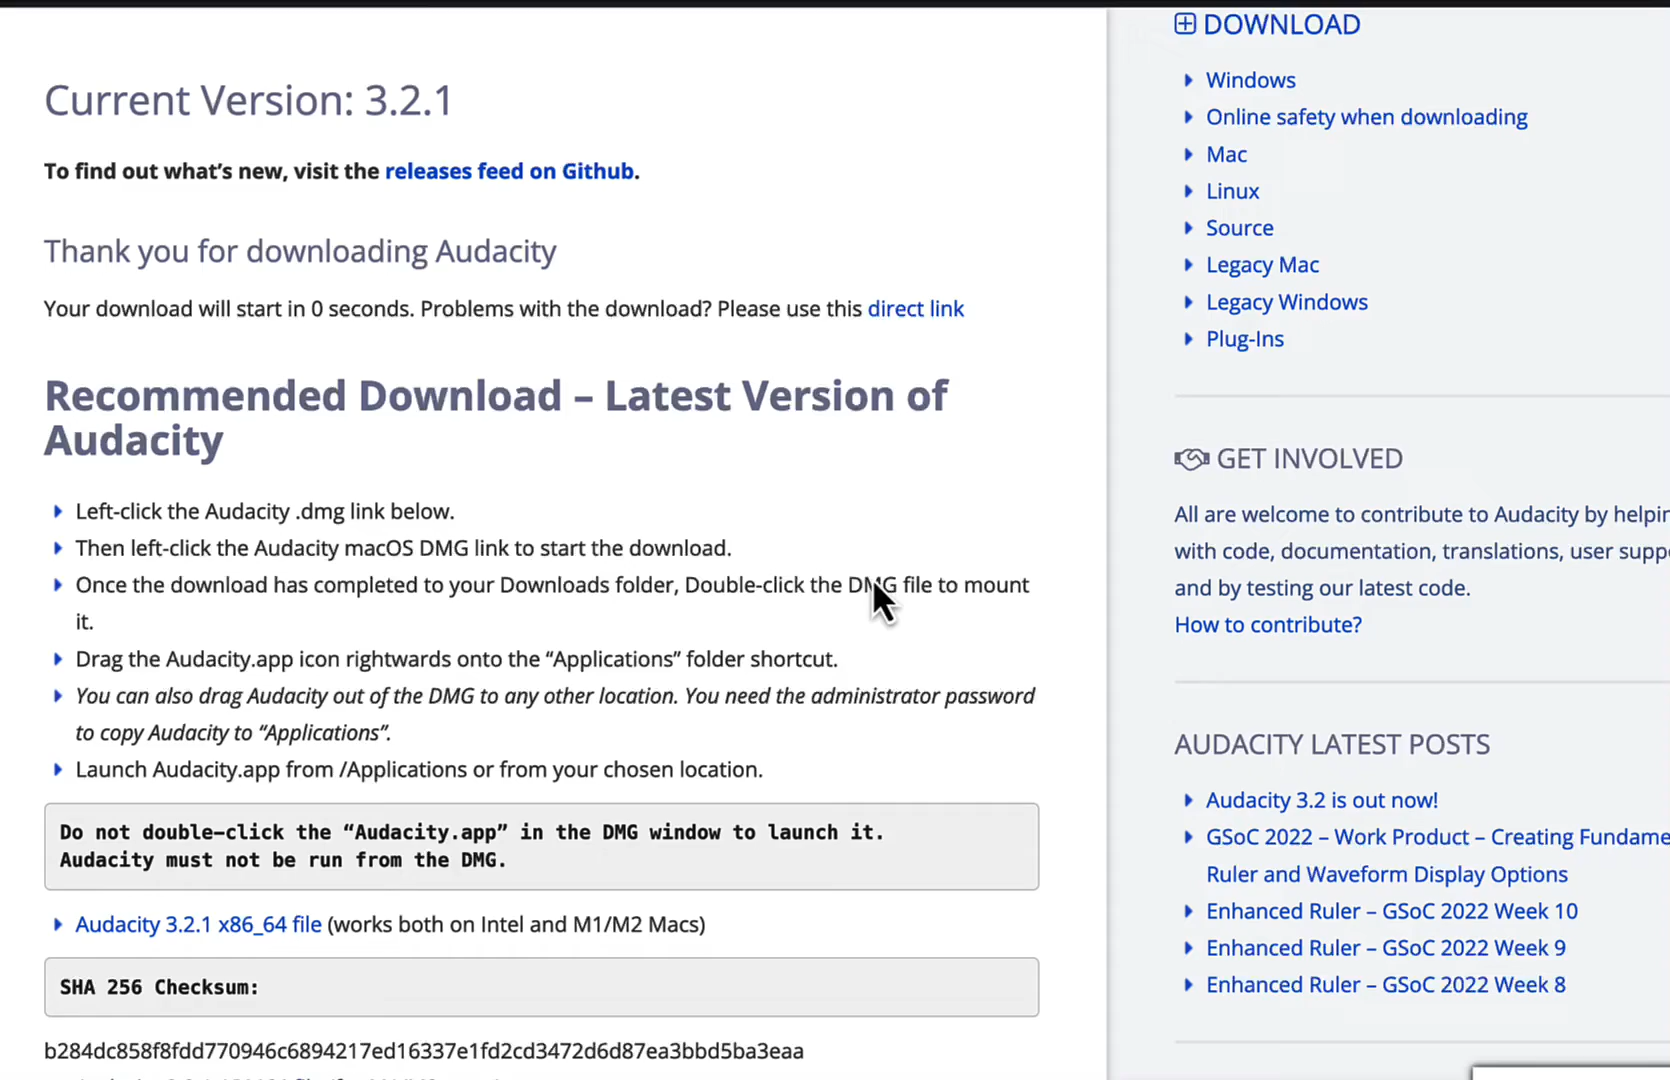 Current Version: 3.2.1
To find out what’s new, visit the releases feed on Github.
Thank you for downloading Audacity
Your download will start in 0 seconds. Problems with the download? Please use this direct link
Recommended Download – Latest Version of
Audacity
Left-click the Audacity .dmg link below.
Then left-click the Audacity macOS DMG link to start the download.
Once the download has completed to your Downloads folder, Double-click the DMG file to mount
it.
Drag the Audacity.app icon rightwards onto the “Applications” folder shortcut.
You can also drag Audacity out of the DMG to any other location. You need the administrator password
to copy Audacity to “Applications”.
Launch Audacity.app from /Applications or from your chosen location.
Do not double–click the “Audacity.app” in the DMG window to launch it.
Audacity must not be run from the DMG.
Audacity 3.2.1 x86_64 file (works both on Intel and M1/M2 Macs)
SHA 256 Checksum:
b284dc858f8fdd770946c6894217ed16337e1fd2cd3472d6d87ea3bbd5ba3eaa
DOWNLOAD
Windows
Online safety when downloading
Mac
Linux
Source
Legacy Mac
Legacy Windows
Plug-Ins
GET INVOLVED
All are welcome to contribute to Audacity by helpin
with code, documentation, translations, user supp
and by testing our latest code.
How to contribute?
AUDACITY LATEST POSTS
Audacity 3.2 is out now!
GSoC 2022 – Work Product – Creating Fundame
Ruler and Waveform Display Options
Enhanced Ruler – GSoC 2022 Week 10
Enhanced Ruler – GSoC 2022 Week 9
Enhanced Ruler – GSoC 2022 Week 8